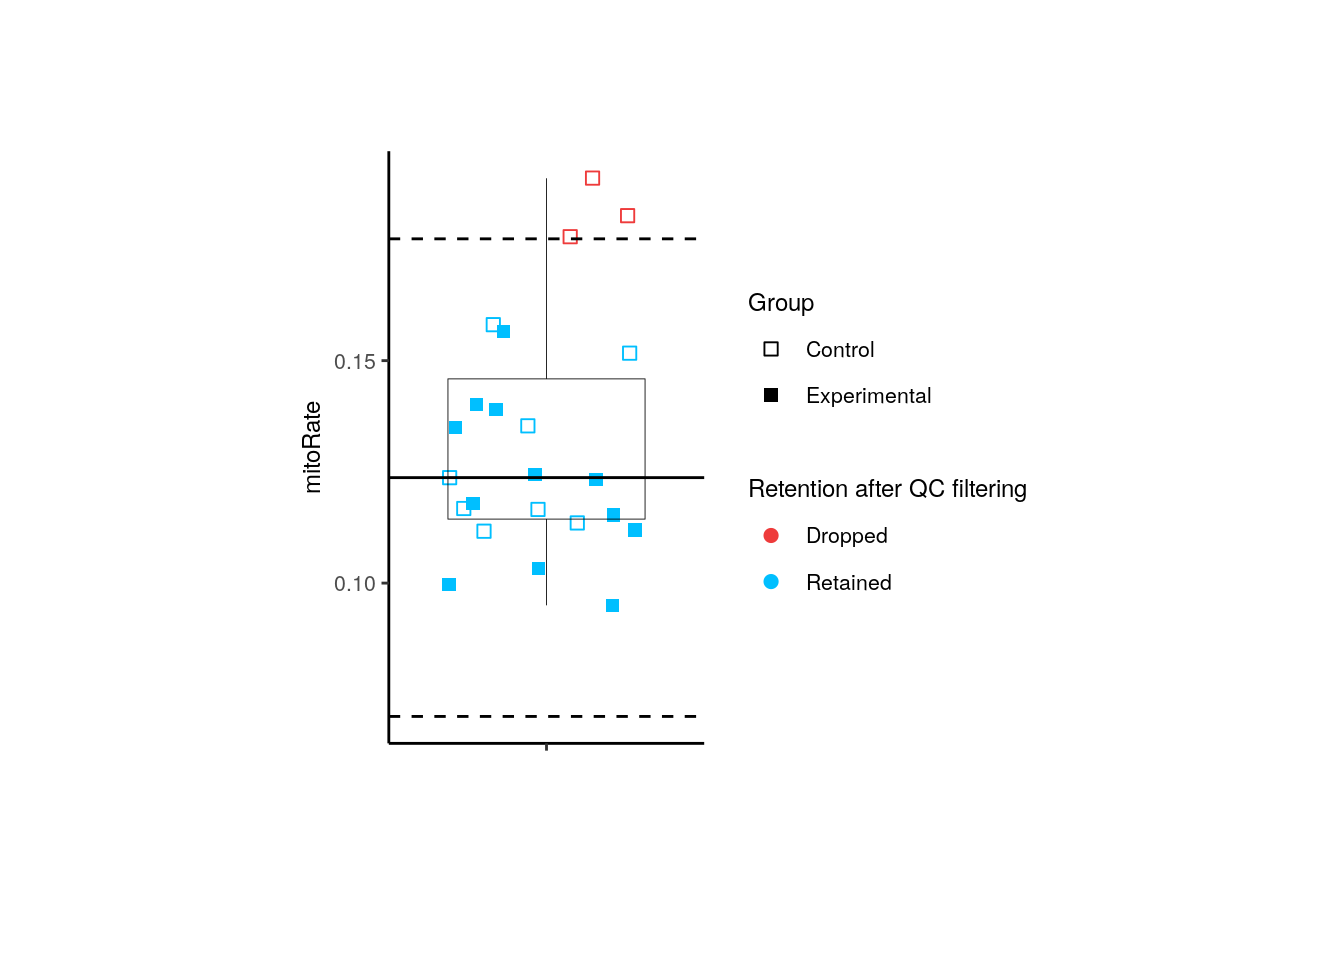 mitoRate
0.15
0.10
Group
Control
Experimental
Retention after QC filtering
Dropped
Retained